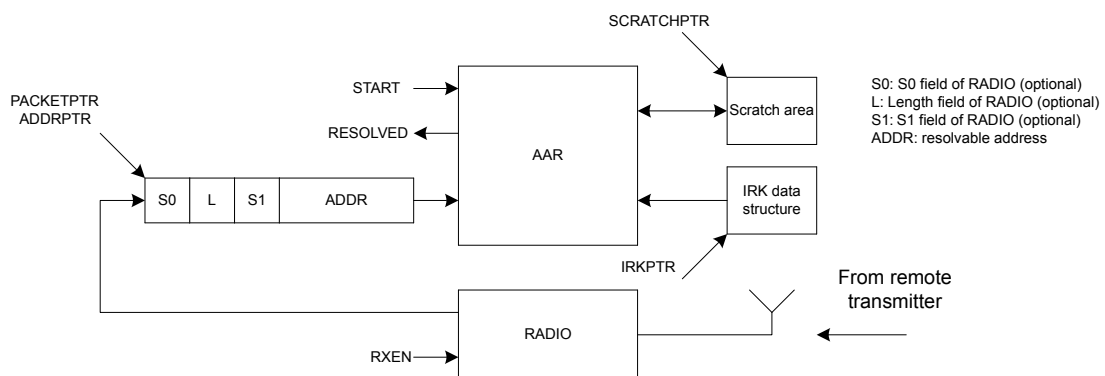 SCRATCHPTR
START
PACKETPTR
ADDRPTR
RESOLVED
AAR
Scratch area
S0: S0 field of RADIO (optional)
L: Length field of RADIO (optional)
S1: S1 field of RADIO (optional)
ADDR: resolvable address
S0 L S1 ADDR
IRK data
structure
IRKPTR
From remote
transmitter
RADIO
RXEN